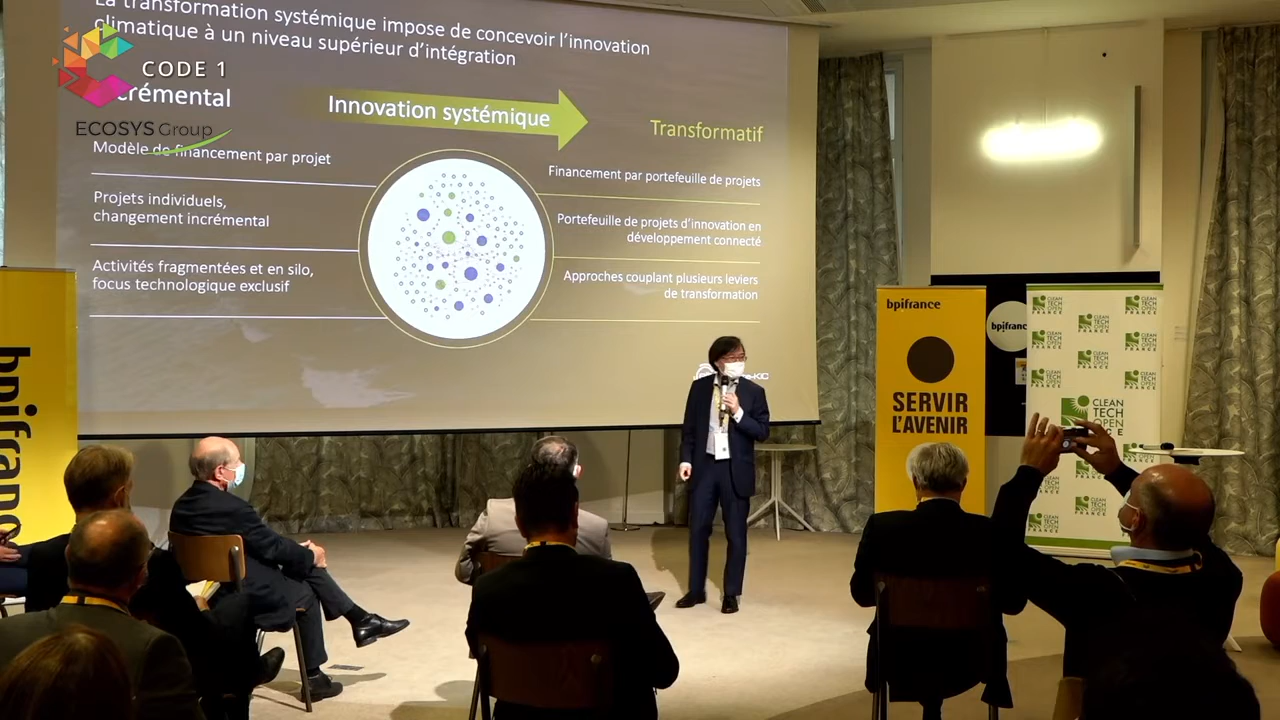 La transformation systémique impose de concevoir l'innovation
climatique à un niveau supérieur d'intégration
CODE 1
crémental
ECOSYS Group
Innovation systémique
Transformatif
Modèle de financement par projet
Projets individuels,
changement incrémental
Activités fragmentées et en silo,
focus technologique exclusif
Financement par portefeuille de projets
Portefeuille de projets d'innovation en
développement connecté
Approches couplant plusieurs leviers
de transformation
bpifrance
SERVIR
L'AVENIR
bpifranc
CLEAN
TECH
OPEN
FRANCE
bpifranc